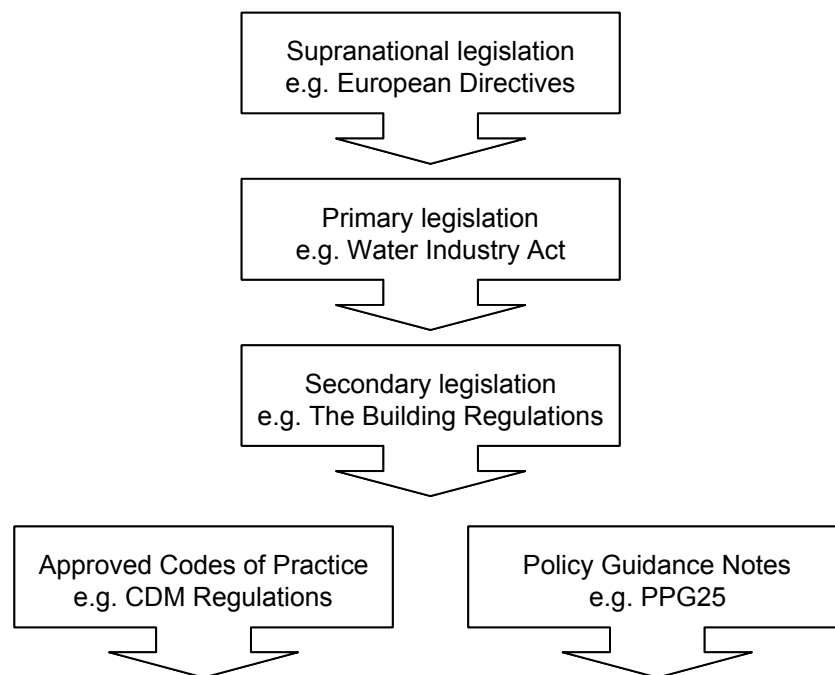 Supranational legislation
e.g. European Directives
Primary legislation
e.g. Water Industry Act
Secondary legislation
e.g. The Building Regulations
Approved Codes of Practice
e.g. CDM Regulations
Policy Guidance Notes
e.g. PPG25